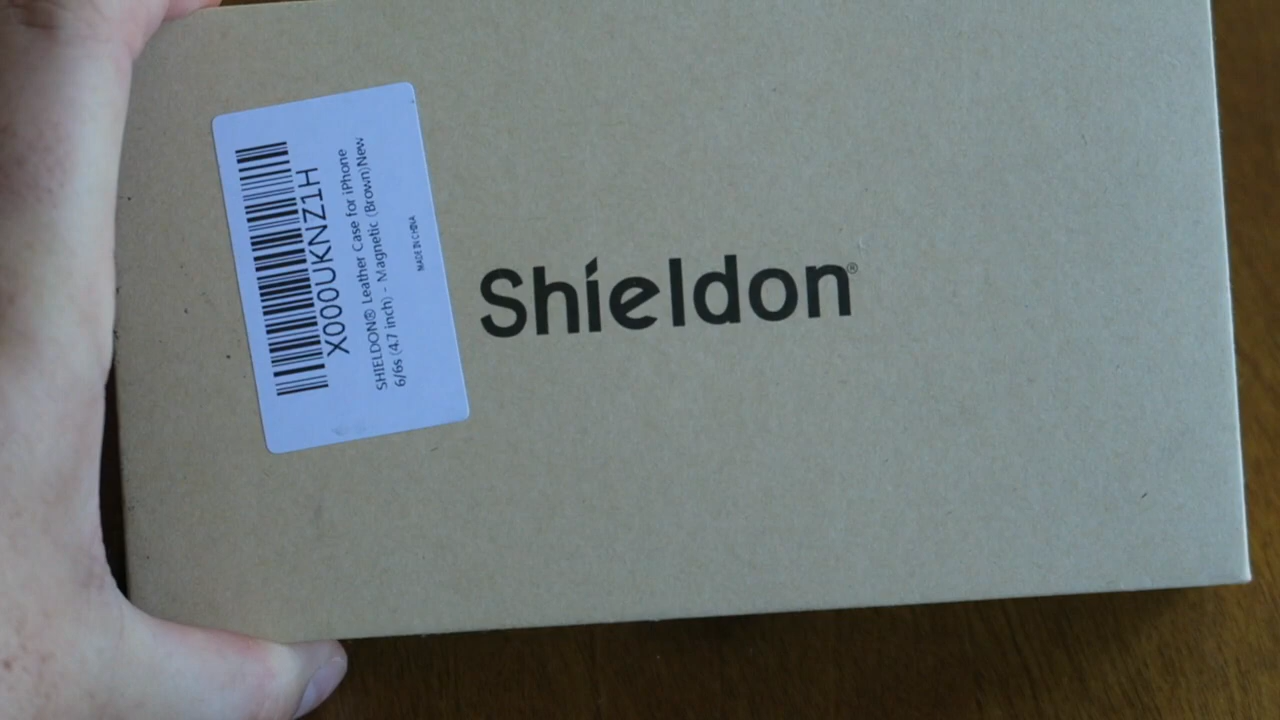 X000UKNZ1H
SHIELDON® Leather Case for iPhone
6/6s (4.7 inch) - Magnetic (Brown)New
MADE IN CHINA
Shieldon®